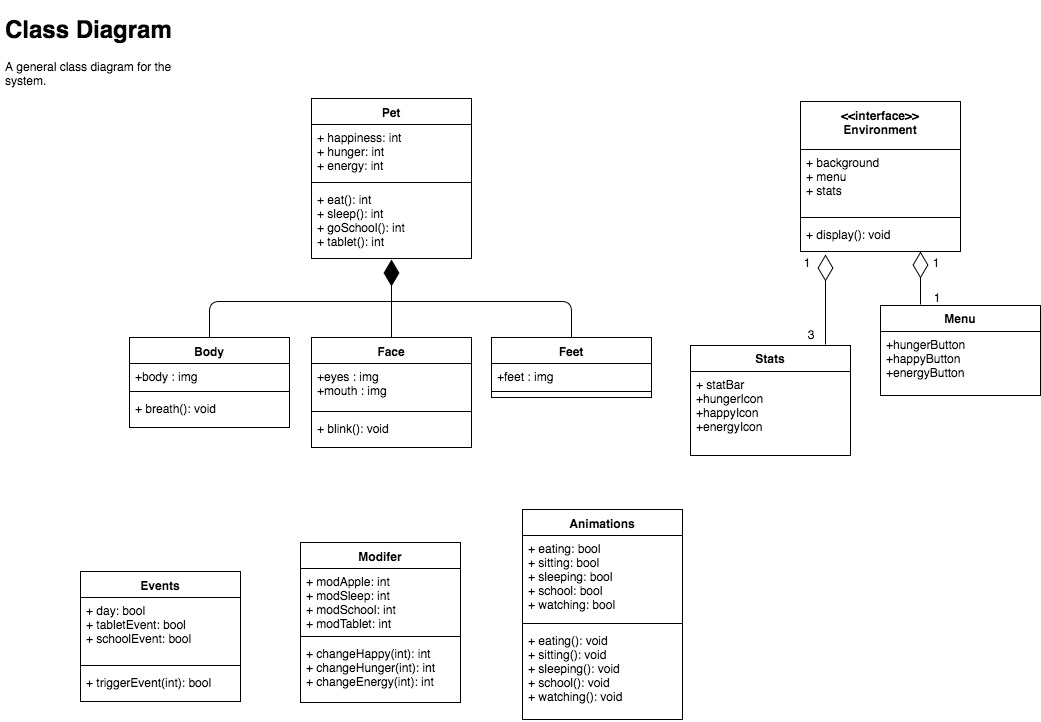 Class Diagram
A general class diagram for the
system.
Pet
+ happiness: int
+ hunger: int
+ energy: int
+ eat(): int
+ sleep(): int
+ goSchool(): int
+ tablet(): int
<<interface>>
Environment
+ background
+ menu
+ stats
+ display(): void
1
1
3
1
Body
+body : img
+ breath(): void
Face
+eyes : img
+mouth : img
+ blink(): void
Feet
+feet : img
Stats
+ statBar
+hungerIcon
+happyIcon
+energyIcon
Menu
+hungerButton
+happyButton
+energyButton
Events
+ day: bool
+ tabletEvent: bool
+ schoolEvent: bool
+ triggerEvent(int): bool
Modifer
+ modApple: int
+ modSleep: int
+ modSchool: int
+ modTablet: int
+ changeHappy(int): int
+ changeHunger(int): int
+ changeEnergy(int): int
Animations
+ eating: bool
+ sitting: bool
+ sleeping: bool
+ school: bool
+ watching: bool
+ eating(): void
+ sitting(): void
+ sleeping(): void
+ school(): void
+ watching(): void